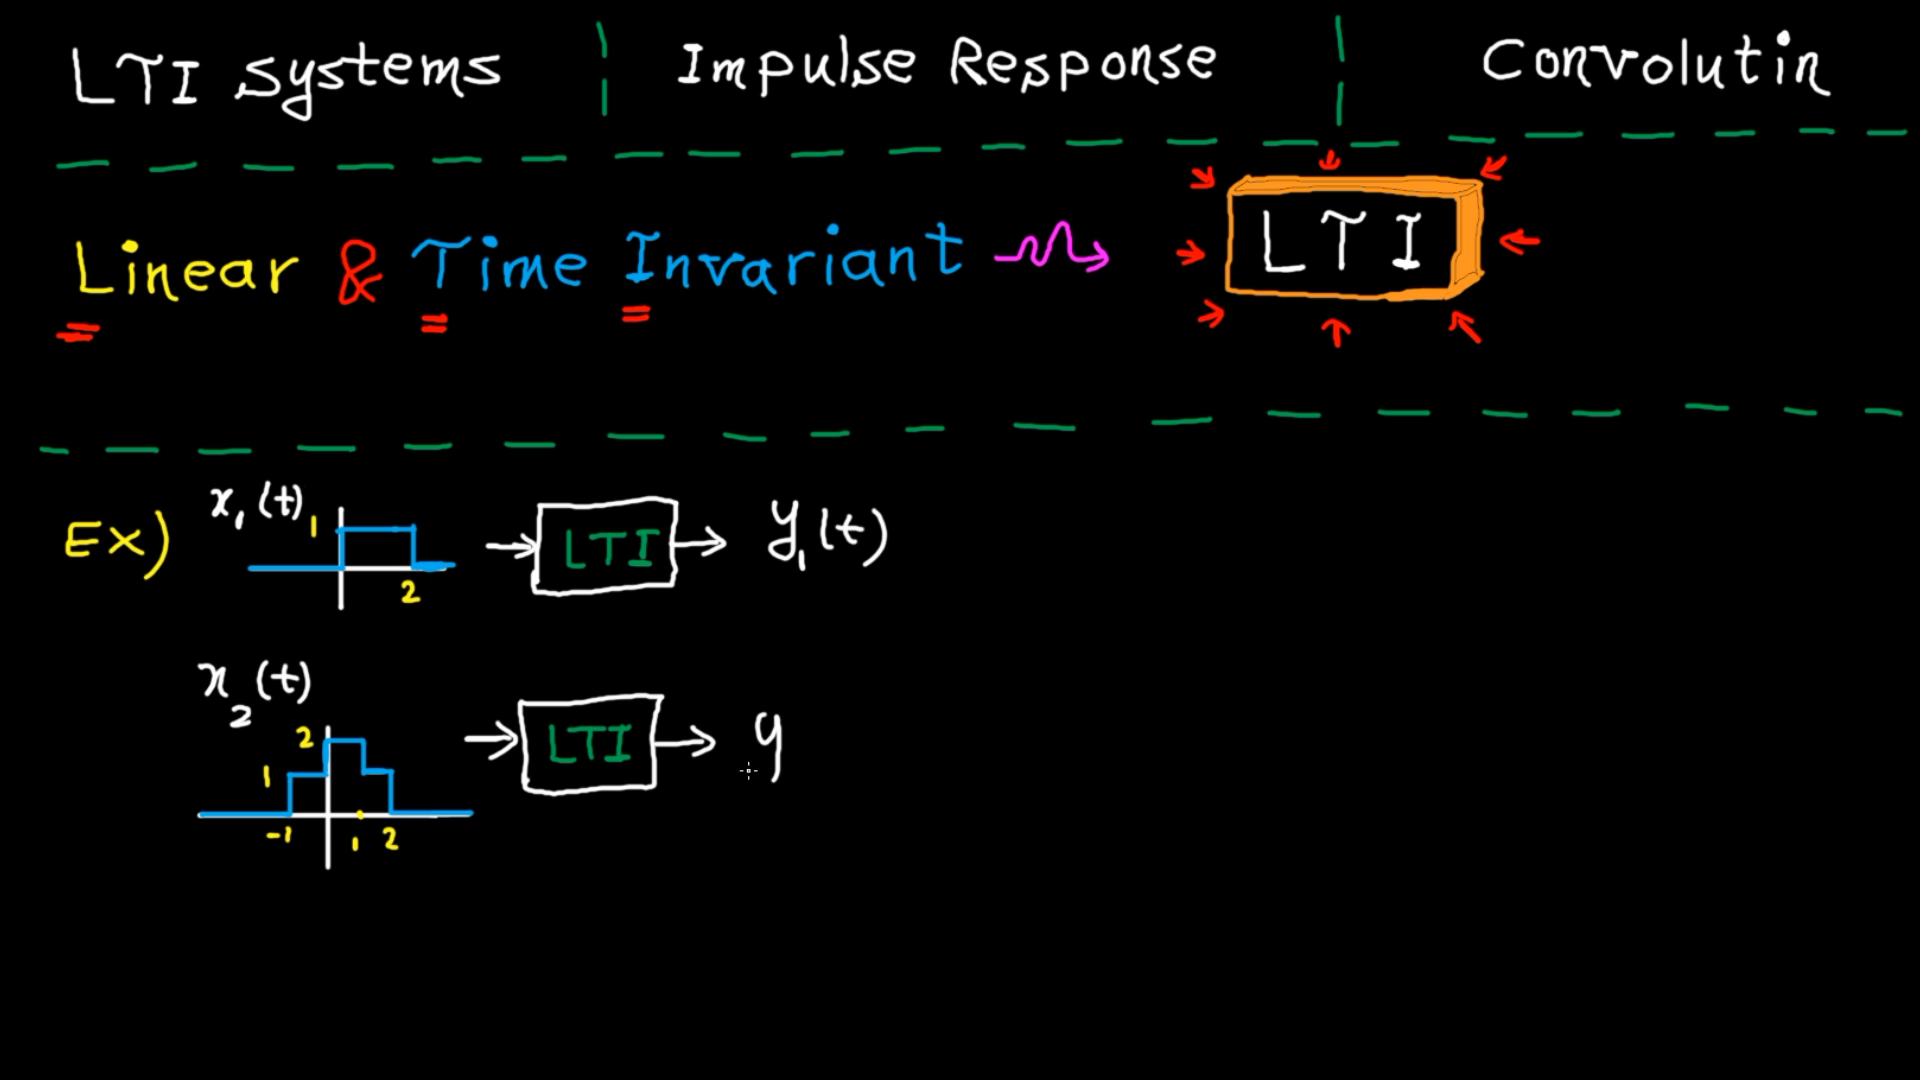 LTI Systems Impulse Response Convolutin
Linear & Time Invariant LTI
EX) x₁(t) 1 2 LTI y₁(t)
x₂(t) 2 1 -1 1 2 LTI y